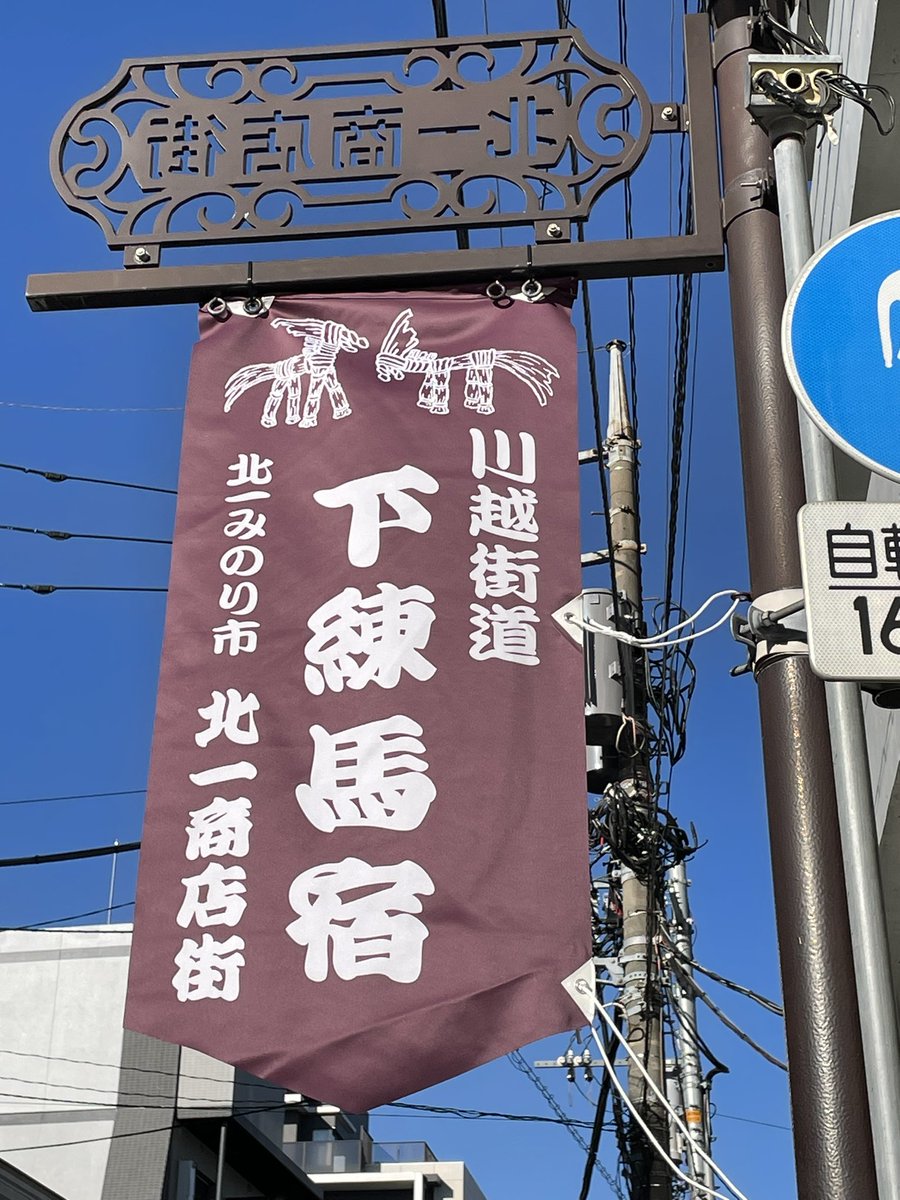 北一商店街
川越街道
下練馬宿
北一みのり市 北一商店街
自
16